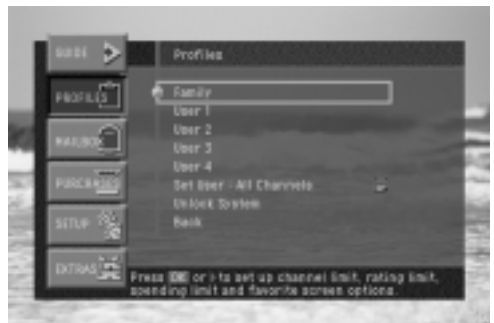 GUIDE
Profiles
PROFILES
Family
User 1
User 2
MAILBOX
User 3
User 4
PURCHASES
Set User - All Channels
Unlock System
SETUP
Back
EXTRAS
Press OK or › to set up channel limit, rating limit,
spending limit and favorite screen options.